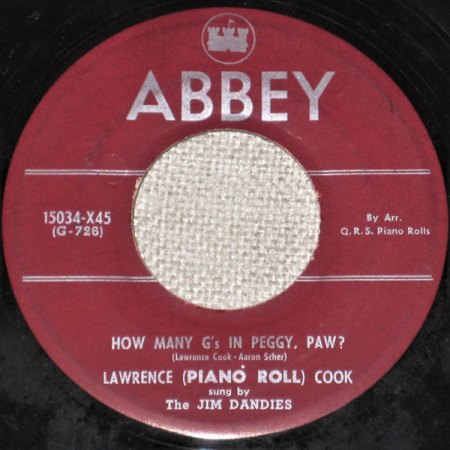 ABBEY
15034-X45
(G-726)
By Arr.
Q.R.S. Piano Rolls
HOW MANY G's IN PEGGY, PAW?
(Lawrence Cook - Aaron Scher)
LAWRENCE (PIANO ROLL) COOK
sung by
The JIM DANDIES